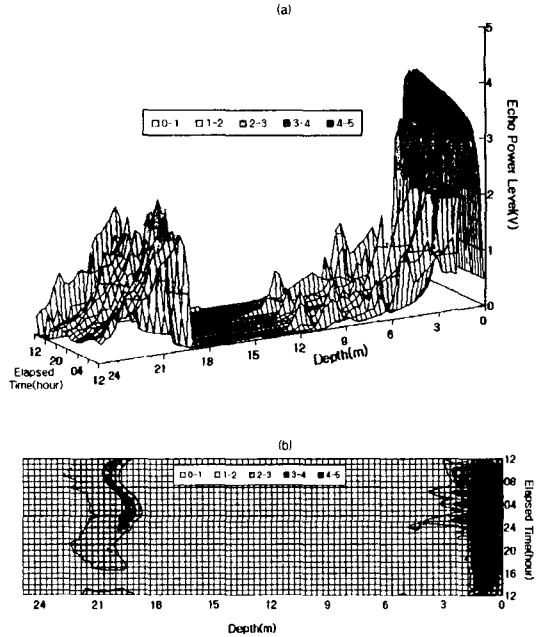 (a)
5
4
3
2
1
0
Echo Power Level(V)
0-1 1-2 2-3 3-4 4-5
12 20 04 12
Elapsed
Time(hour)
24 21 18 15 12 9 6 3 0
Depth(m)
(b)
0-1 1-2 2-3 3-4 4-5
12
08
04
24
20
16
12
Elapsed Time(hour)
24 21 18 15 12 9 6 3 0
Depth(m)